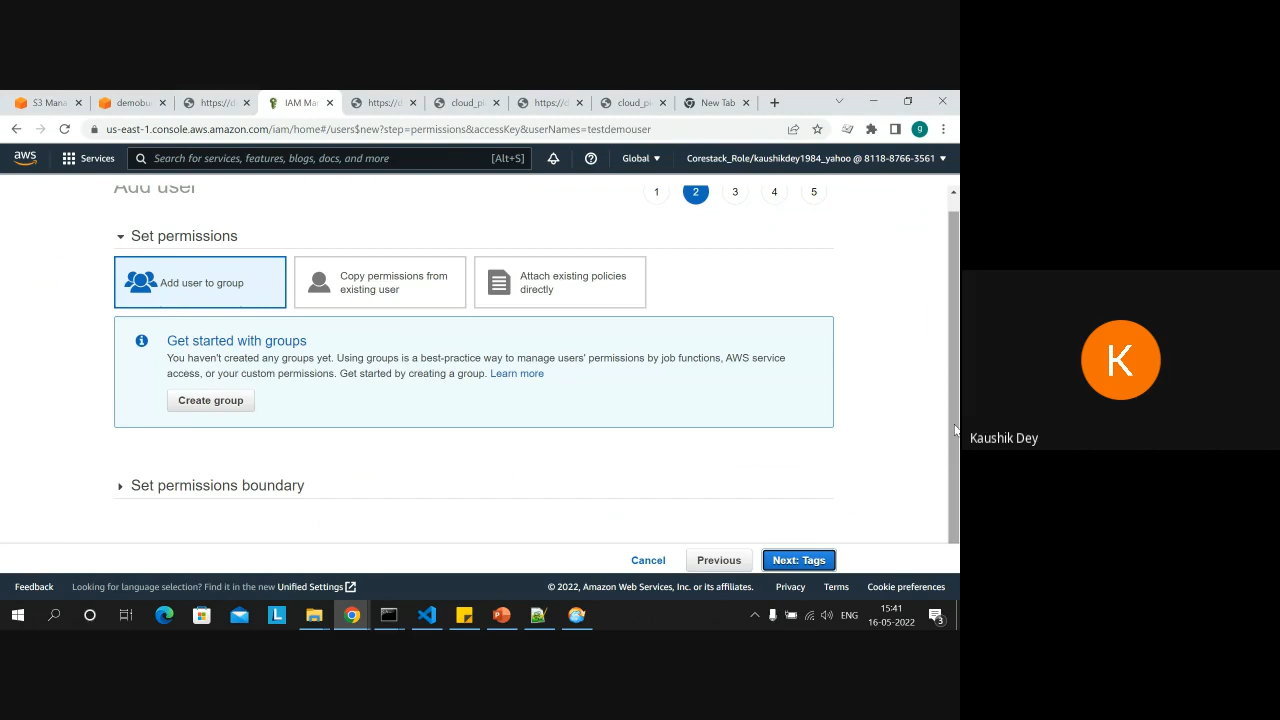 S3 Mana
demobu
https://d
IAM Ma
https://d
cloud_pr
https://d
cloud_pr
New Tab
us-east-1.console.aws.amazon.com/iam/home#/users$new?step=permissions&accessKey&userNames=testdemouser
g
aws
Services
Search for services, features, blogs, docs, and more
[Alt+S]
Global
Corestack_Role/kaushikdey1984_yahoo @ 8118-8766-3561
Add user
1 2 3 4 5
Set permissions
Add user to group
Copy permissions from
existing user
Attach existing policies
directly
Get started with groups
You haven't created any groups yet. Using groups is a best-practice way to manage users' permissions by job functions, AWS service
access, or your custom permissions. Get started by creating a group. Learn more
Create group
Set permissions boundary
Cancel
Previous
Next: Tags
Feedback
Looking for language selection? Find it in the new Unified Settings
© 2022, Amazon Web Services, Inc. or its affiliates.
Privacy
Terms
Cookie preferences
L
ENG
15:41
16-05-2022
3
K
Kaushik Dey